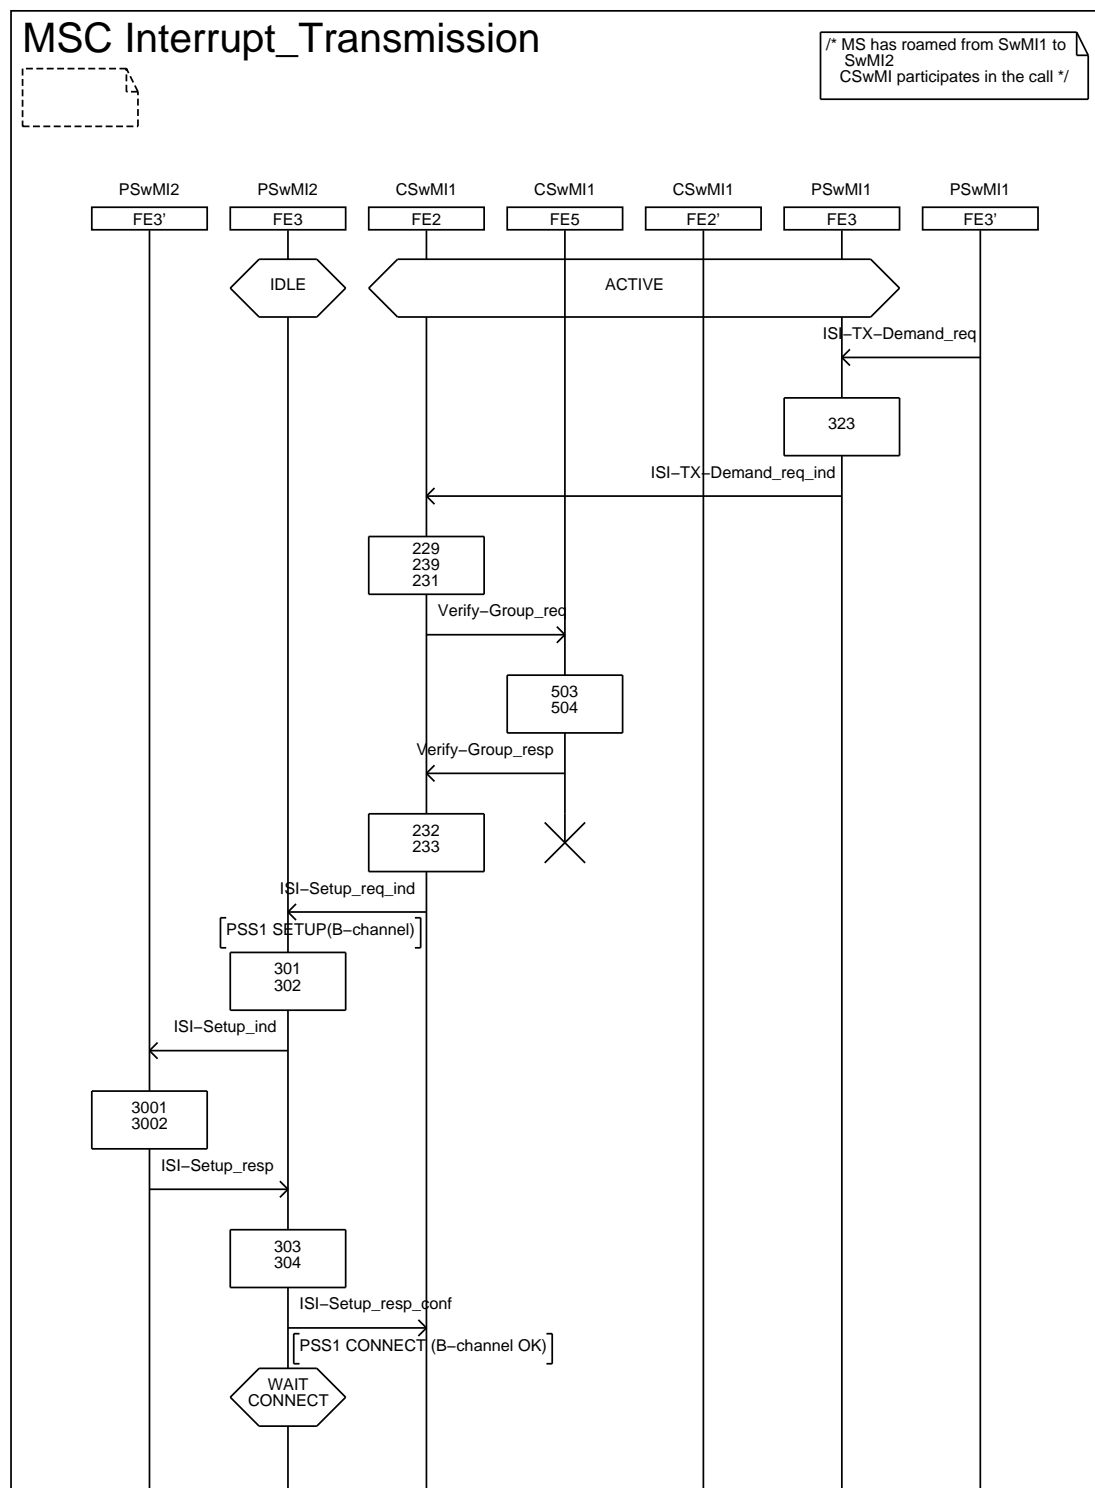 MSC Interrupt_Transmission
/* MS has roamed from SwMI1 to
SwMI2
CSwMI participates in the call */
PSwMI2 PSwMI2 CSwMI1 CSwMI1 CSwMI1 PSwMI1 PSwMI1
FE3' FE3 FE2 FE5 FE2' FE3 FE3'
IDLE ACTIVE
ISI–TX–Demand_req
323
ISI–TX–Demand_req_ind
229
239
231
Verify–Group_req
503
504
Verify–Group_resp
232
233
ISI–Setup_req_ind
PSS1 SETUP(B–channel)
301
302
ISI–Setup_ind
3001
3002
ISI–Setup_resp
303
304
ISI–Setup_resp_conf
PSS1 CONNECT (B–channel OK)
WAIT
CONNECT